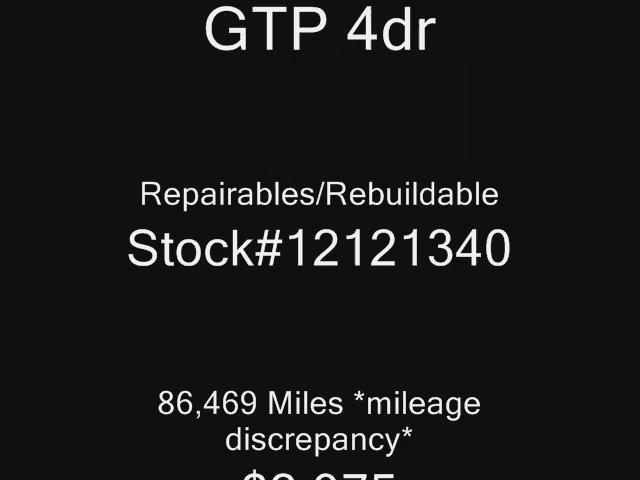 GTP 4dr
Repairables/Rebuildable
Stock#12121340
86,469 Miles *mileage
discrepancy*